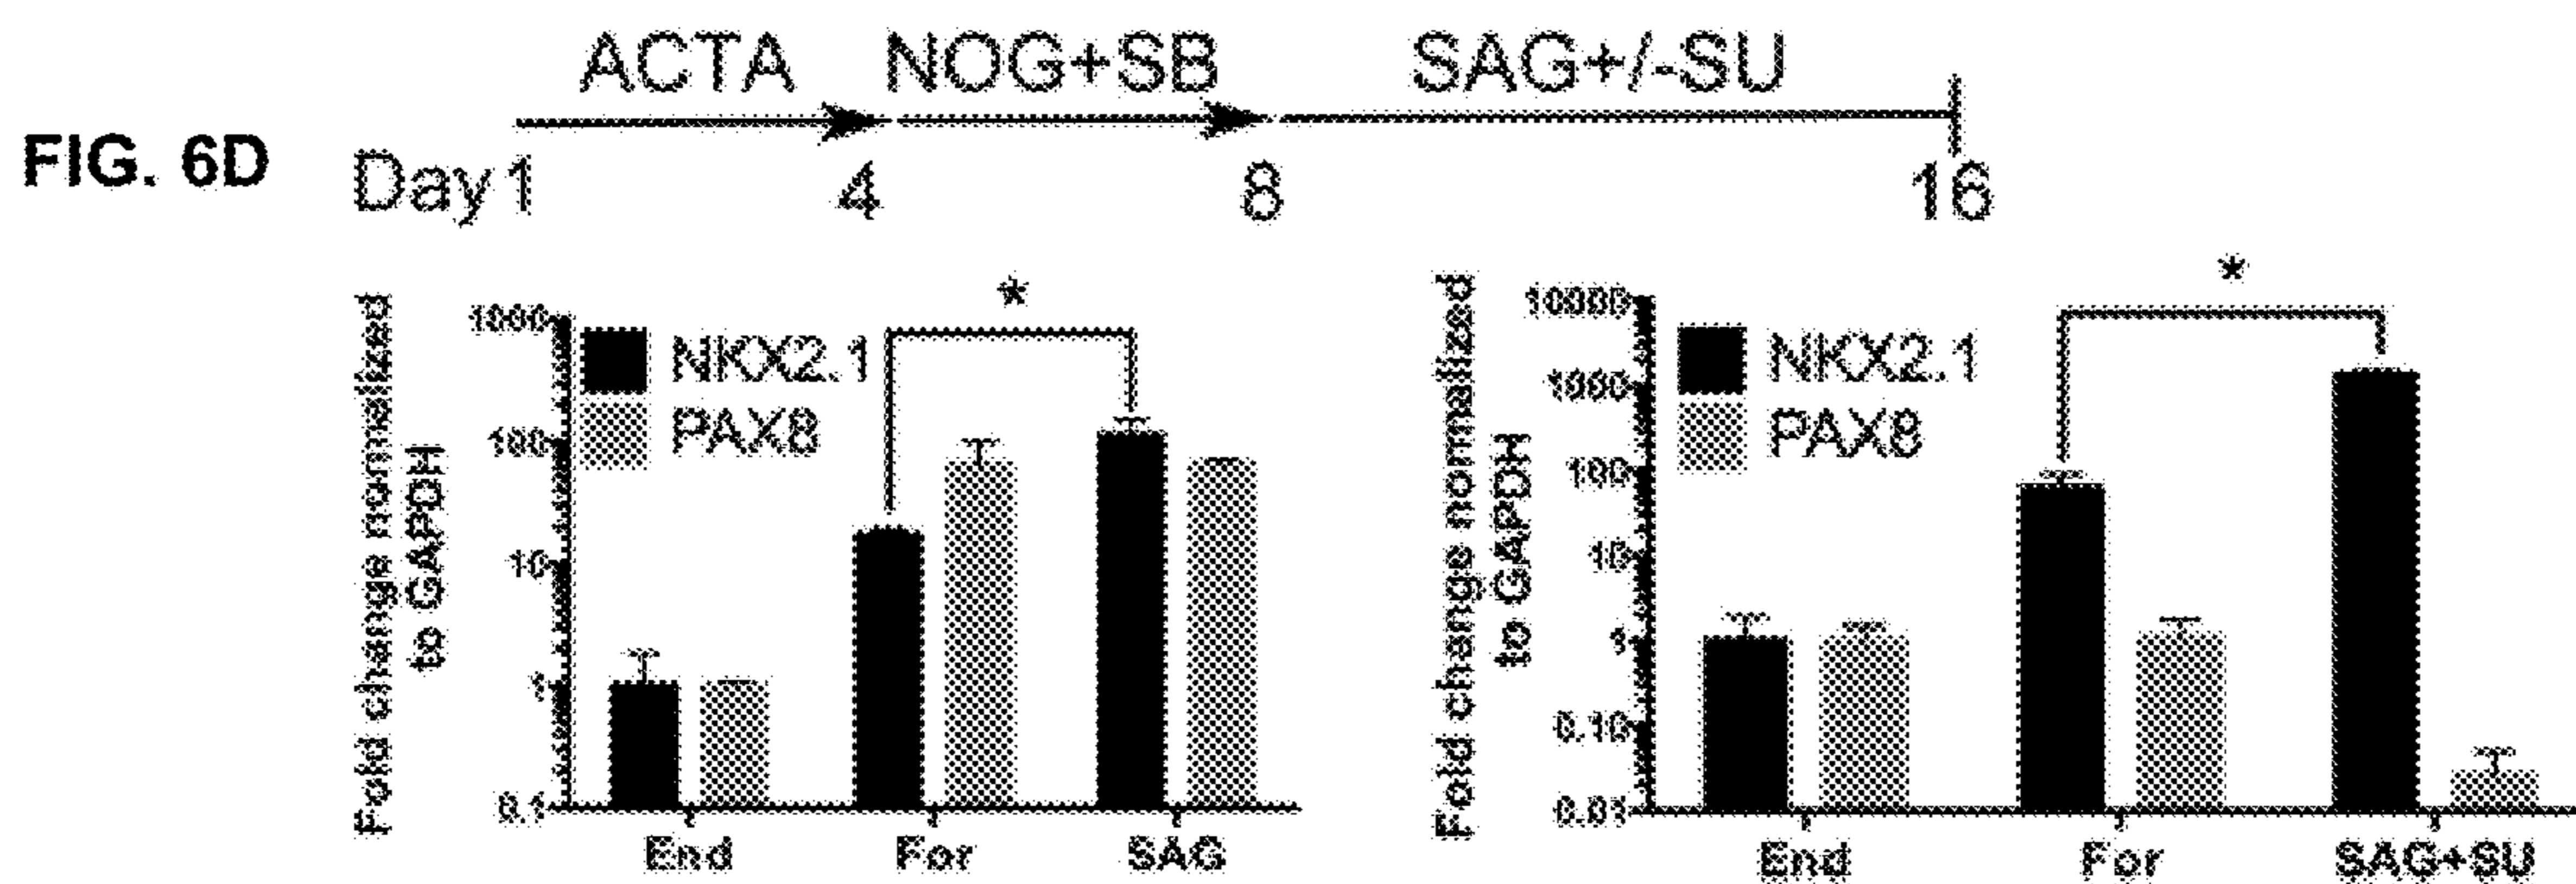 ACTA NOG+SB SAG+/-SU
FIG. 6D Day 1 4 8 16
*
1000
100
10
1
0.1
Fold change normalized
to GAPDH
NKX2.1
PAX8
End For SAG
*
10000
1000
100
10
1
0.10
0.01
Fold change normalized
to GAPDH
NKX2.1
PAX8
End For SAG+SU